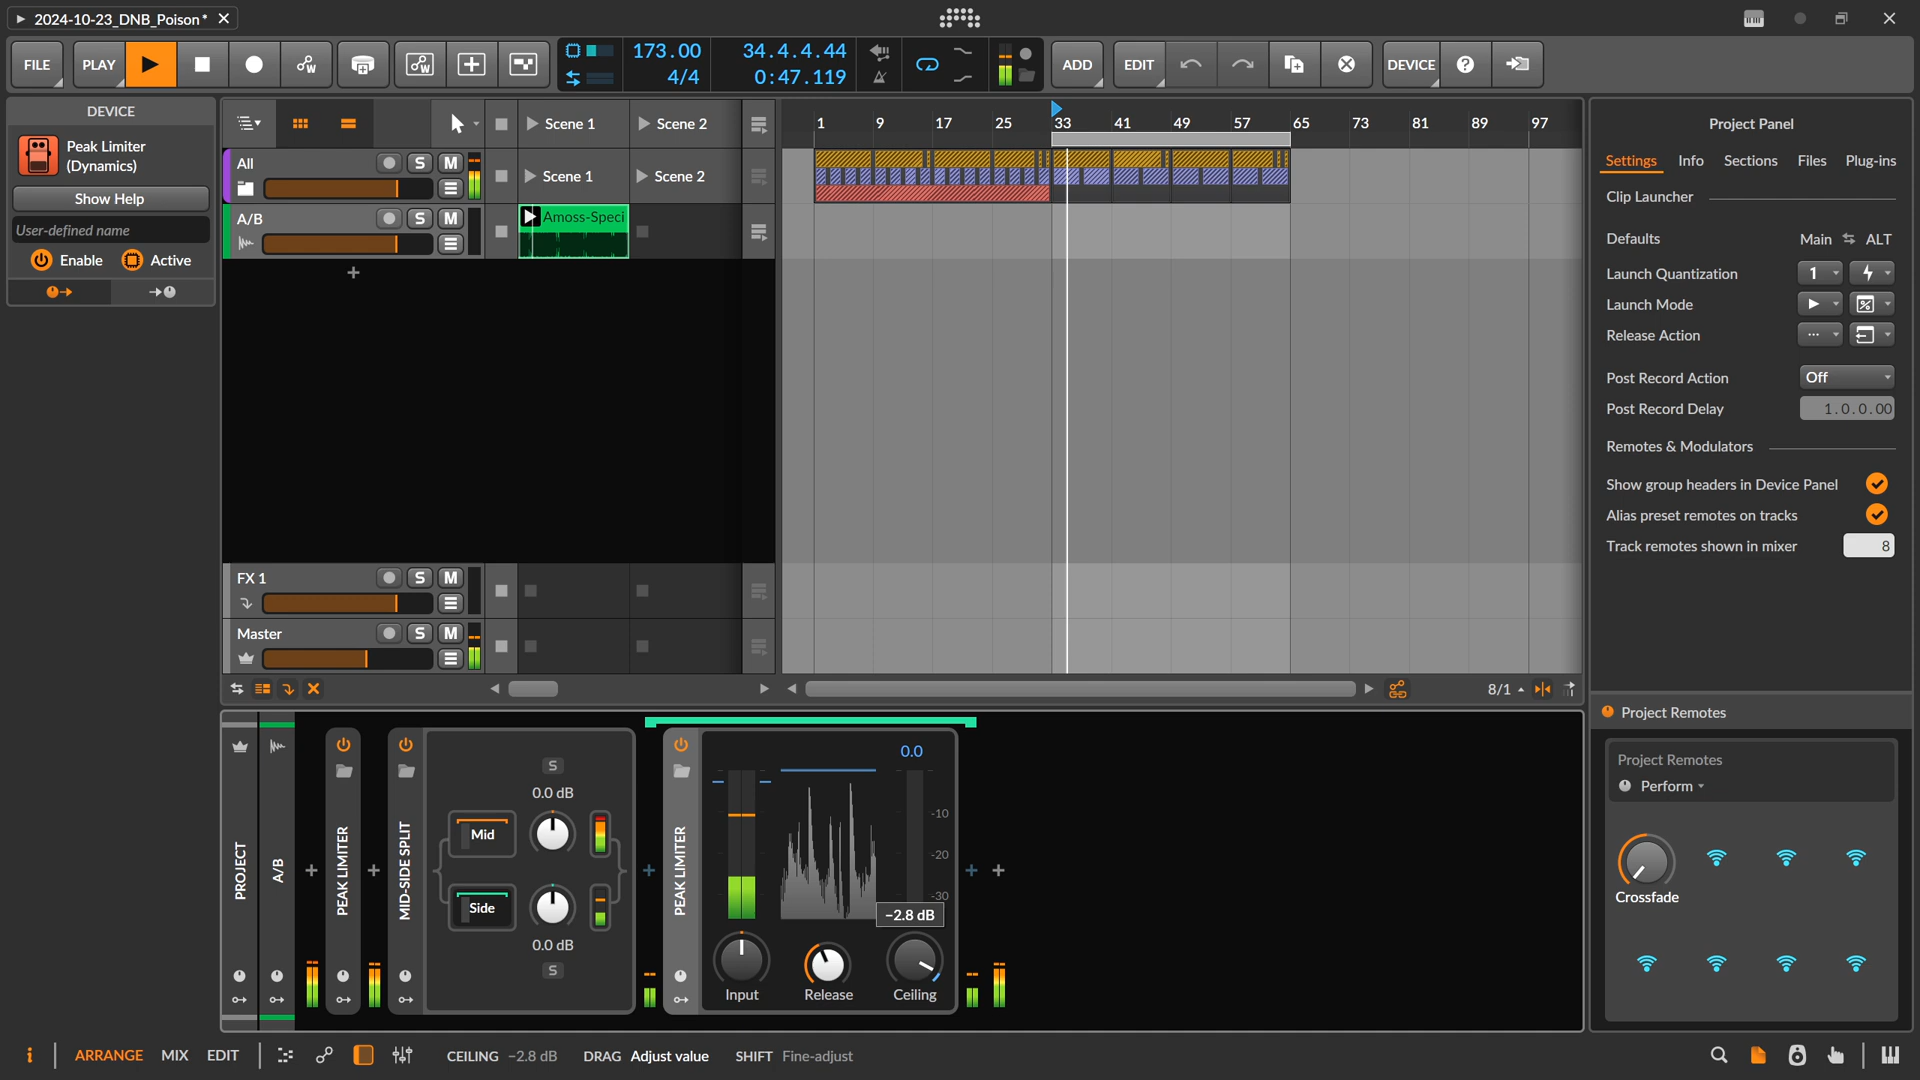 2024-10-23_DNB_Poison*
FILE
PLAY
173.00
4/4
34.4.4.44
0:47.119
ADD
EDIT
DEVICE
DEVICE
Peak Limiter
(Dynamics)
Show Help
User-defined name
Enable
Active
Scene 1
Scene 2
1 9 17 25 33 41 49 57 65 73 81 89 97
All
S M
Scene 1
Scene 2
A/B
S M
Amoss-Speci
FX 1
S M
Master
S M
8/1
Project Panel
Settings Info Sections Files Plug-ins
Clip Launcher
Defaults Main ALT
Launch Quantization 1
Launch Mode
Release Action
Post Record Action Off
Post Record Delay 1.0.0.00
Remotes & Modulators
Show group headers in Device Panel
Alias preset remotes on tracks
Track remotes shown in mixer 8
Project Remotes
Project Remotes
Perform
Crossfade
PROJECT
A/B
PEAK LIMITER
MID-SIDE SPLIT
S
0.0 dB
Mid
Side
0.0 dB
S
PEAK LIMITER
0.0
-10
-20
-30
-2.8 dB
Input
Release
Ceiling
i
ARRANGE MIX EDIT
CEILING -2.8 dB DRAG Adjust value SHIFT Fine-adjust